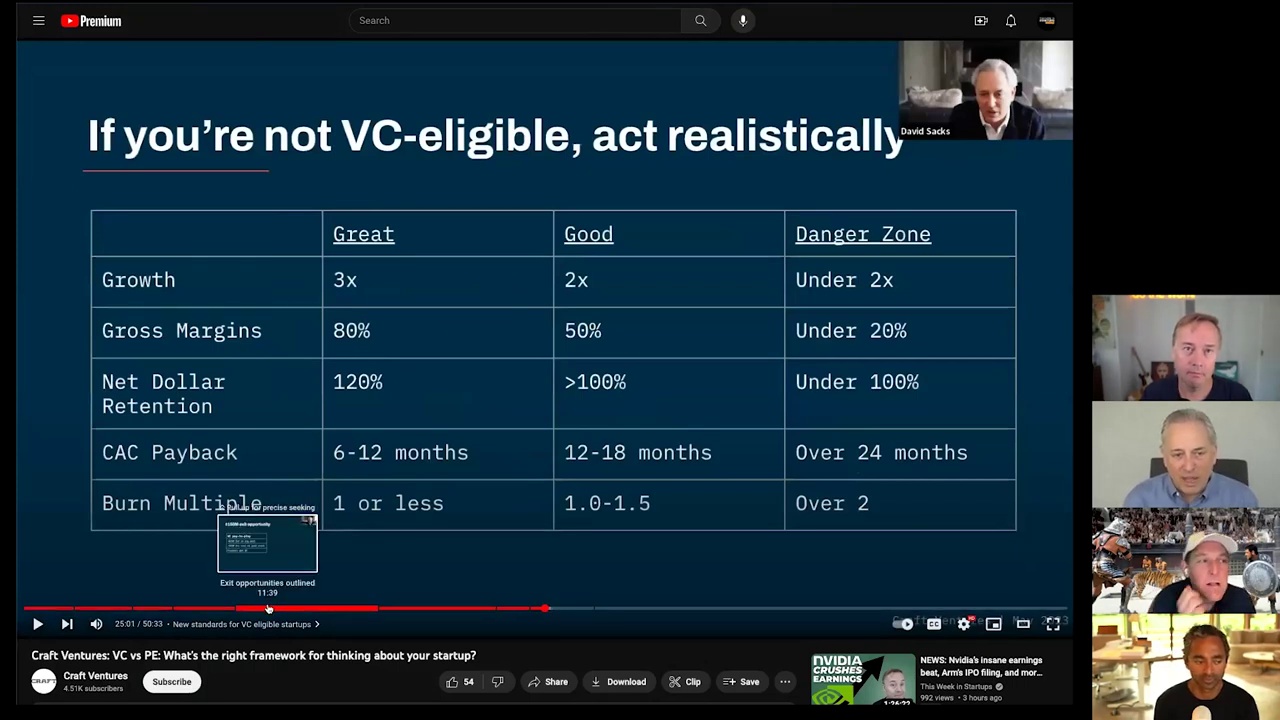 Premium
Search
David Sacks
If you're not VC-eligible, act realistically
Great Good Danger Zone
Growth 3x 2x Under 2x
Gross Margins 80% 50% Under 20%
Net Dollar
Retention 120% >100% Under 100%
CAC Payback 6-12 months 12-18 months Over 24 months
Burn Multiple 1 or less 1.0-1.5 Over 2
Pull up for precise seeking
Exit opportunities outlined
11:39
25:01 / 50:33 • New standards for VC eligible startups
Craft Ventures: VC vs PE: What's the right framework for thinking about your startup?
CRAFT
Craft Ventures
4.51K subscribers
Subscribe
54
Share
Download
Clip
Save
NVIDIA
CRUSHES
EARNINGS
1:26:22
NEWS: Nvidia's insane earnings
beat, Arm's IPO filing, and mor...
This Week in Startups
992 views • 3 hours ago